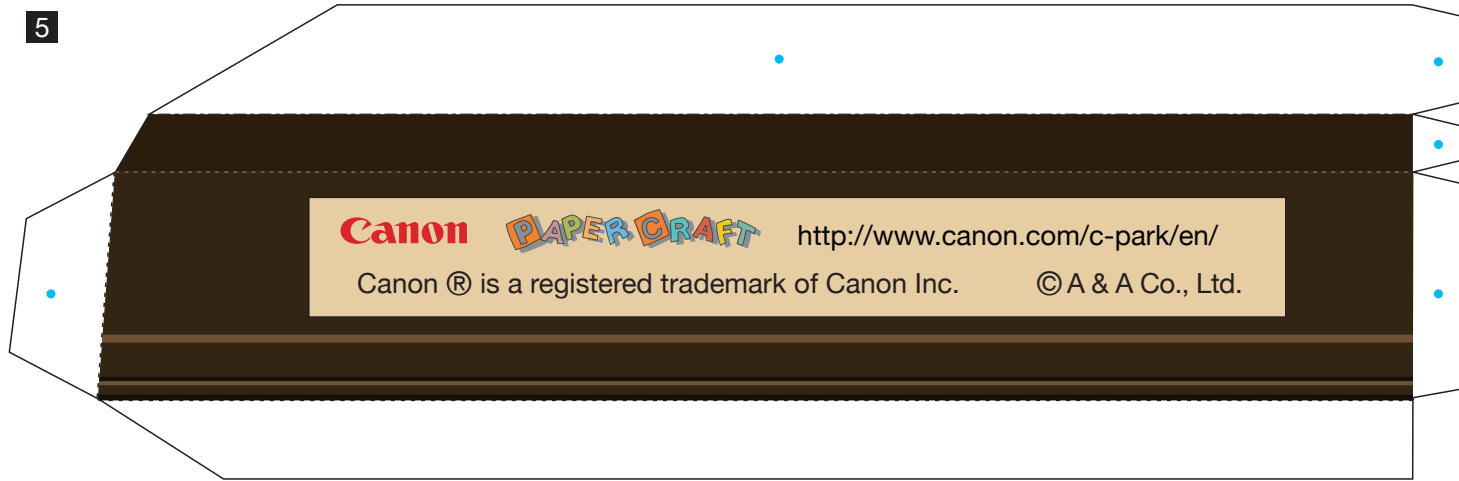 5
Canon PAPER CRAFT http://www.canon.com/c-park/en/
Canon ® is a registered trademark of Canon Inc. © A & A Co., Ltd.